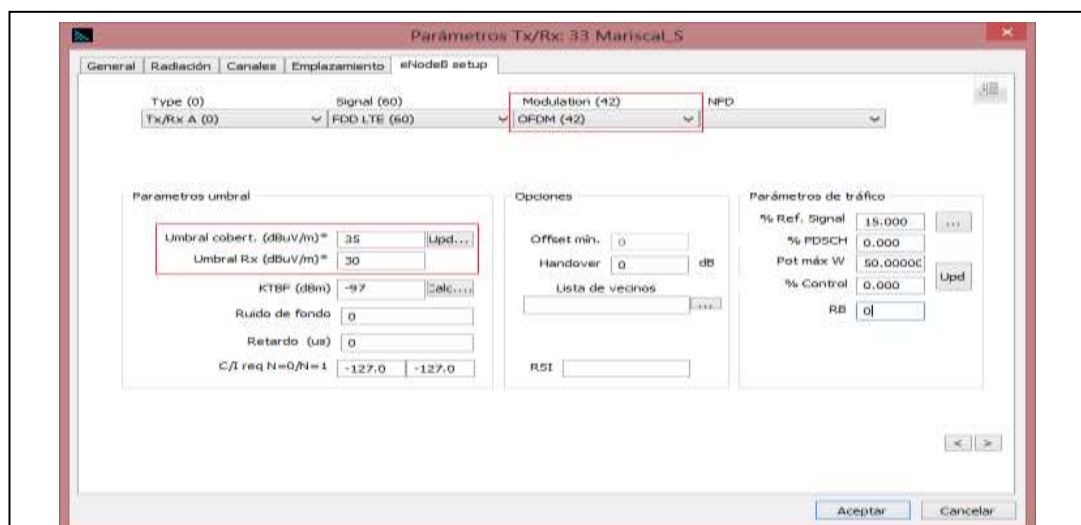 Parámetros Tx/Rx: 33 Mariscal_S
General Radiación Canales Emplazamiento eNodeB setup
Type (0) Signal (60) Modulation (42) NFD
Tx/Rx A (0) FDD LTE (60) OFDM (42)
Parametros umbral Opciones Parámetros de tráfico
% Ref. Signal 15.000 ...
Umbral cobert. (dBuV/m)* 35 Upd... Offset mín. 0 % PDSCH 0.000
Umbral Rx (dBuV/m)* 30 Handover 0 dB Pot máx W 50.00000 Upd
KTBF (dBm) -97 Calc.... Lista de vecinos % Control 0.000
Ruido de fondo 0 ... RB 0
Retardo (us) 0
C/I req N=0/N=1 -127.0 -127.0 RSI
< >
Aceptar Cancelar